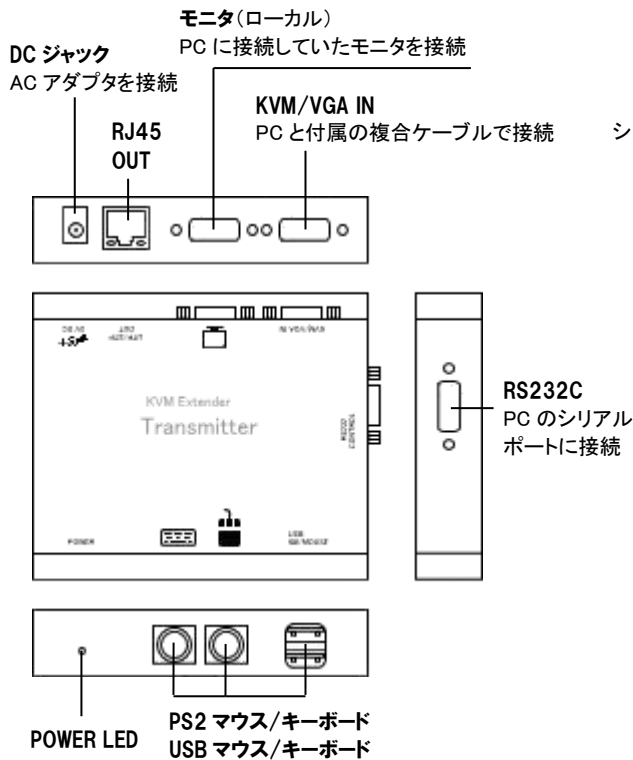 モニタ(ローカル)
PC に接続していたモニタを接続
DC ジャック
AC アダプタを接続
KVM/VGA IN
PC と付属の複合ケーブルで接続
シ
RJ45
OUT
KVM Extender
Transmitter
RS232C
PC のシリアル
ポートに接続
POWER
USB
POWER LED
PS2 マウス/キーボード
USB マウス/キーボード